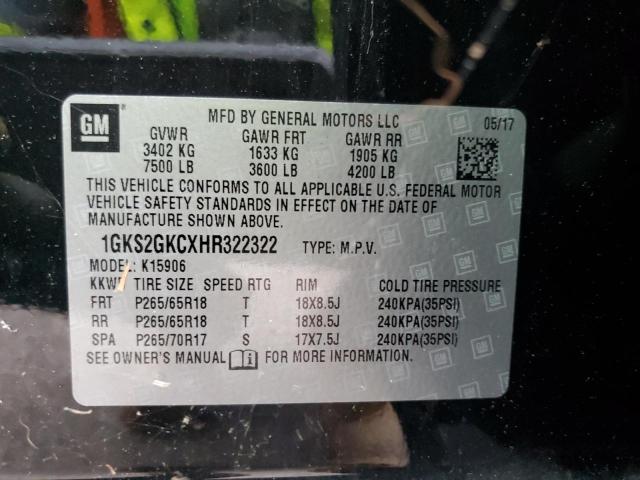 GM
MFD BY GENERAL MOTORS LLC
05/17
GVWR GAWR FRT GAWR RR
3402 KG 1633 KG 1905 KG
7500 LB 3600 LB 4200 LB
THIS VEHICLE CONFORMS TO ALL APPLICABLE U.S. FEDERAL MOTOR
VEHICLE SAFETY STANDARDS IN EFFECT ON THE DATE OF
MANUFACTURE SHOWN ABOVE.
1GKS2GKCXHR322322 TYPE: M.P.V.
MODEL: K15906
KKW TIRE SIZE SPEED RTG RIM COLD TIRE PRESSURE
FRT P265/65R18 T 18X8.5J 240KPA(35PSI)
RR P265/65R18 T 18X8.5J 240KPA(35PSI)
SPA P265/70R17 S 17X7.5J 240KPA(35PSI)
SEE OWNER'S MANUAL FOR MORE INFORMATION.